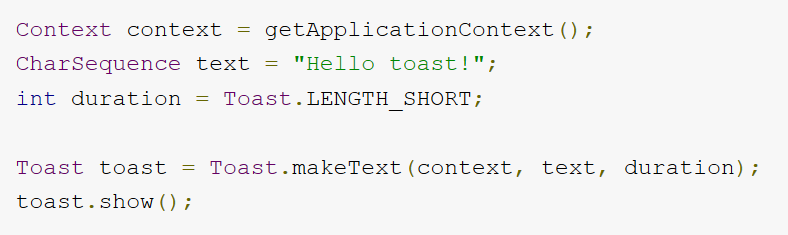 Context context = getApplicationContext();
CharSequence text = "Hello toast!";
int duration = Toast.LENGTH_SHORT;
Toast toast = Toast.makeText(context, text, duration);
toast.show();